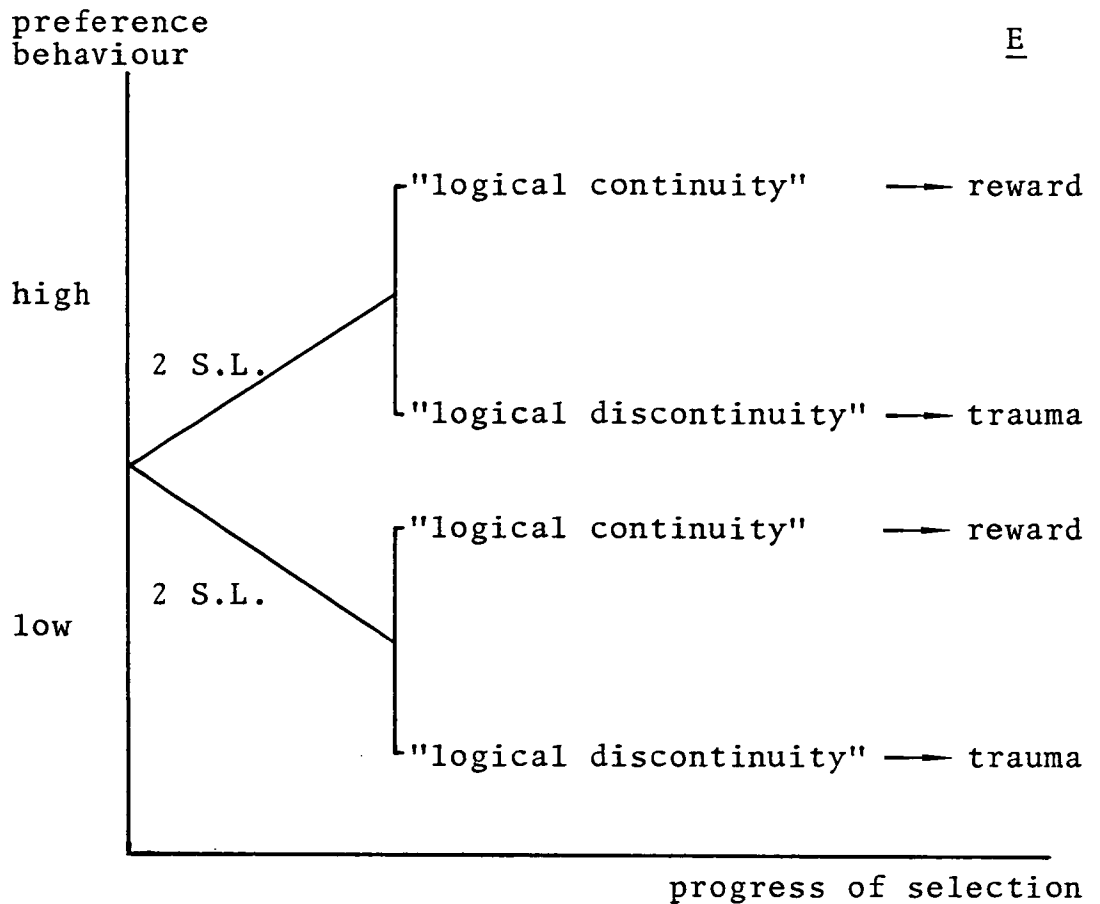 preference
behaviour
E
"logical continuity" → reward
high
2 S.L.
"logical discontinuity" → trauma
"logical continuity" → reward
2 S.L.
low
"logical discontinuity" → trauma
progress of selection